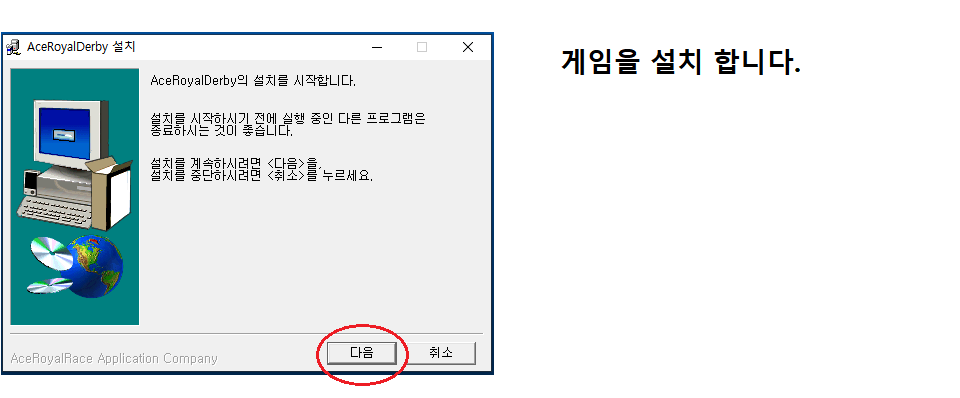 AceRoyalDerby 설치
게임을 설치 합니다.
AceRoyalDerby의 설치를 시작합니다.
설치를 시작하시기 전에 실행 중인 다른 프로그램은
종료하시는 것이 좋습니다.
설치를 계속하시려면 <다음>을,
설치를 중단하시려면 <취소>를 누르세요.
AceRoyalRace Application Company
다음
취소